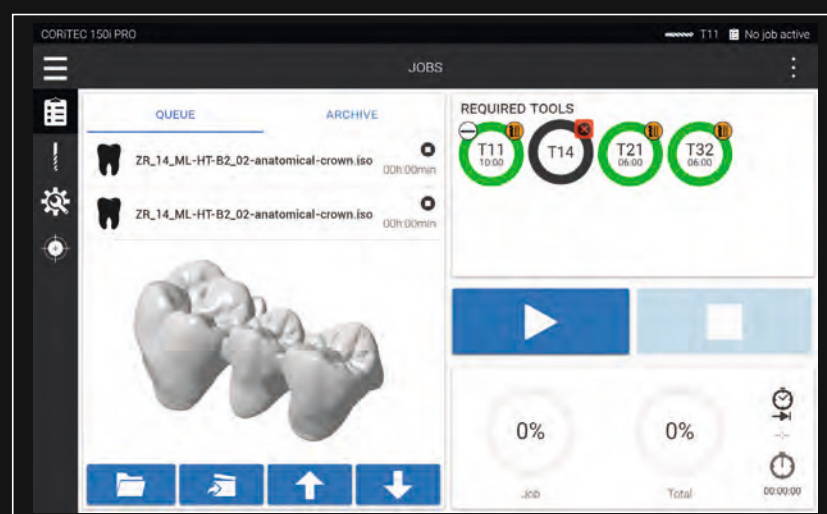 CORiTEC 150i PRO
T11 No job active
JOBS
QUEUE ARCHIVE
ZR_14_ML-HT-B2_02-anatomical-crown.iso
00h:00min
ZR_14_ML-HT-B2_02-anatomical-crown.iso
00h:00min
REQUIRED TOOLS
T11
10:00
T14
T21
06:00
T32
06:00
0%
Job
0%
Total
-:-
00:00:00